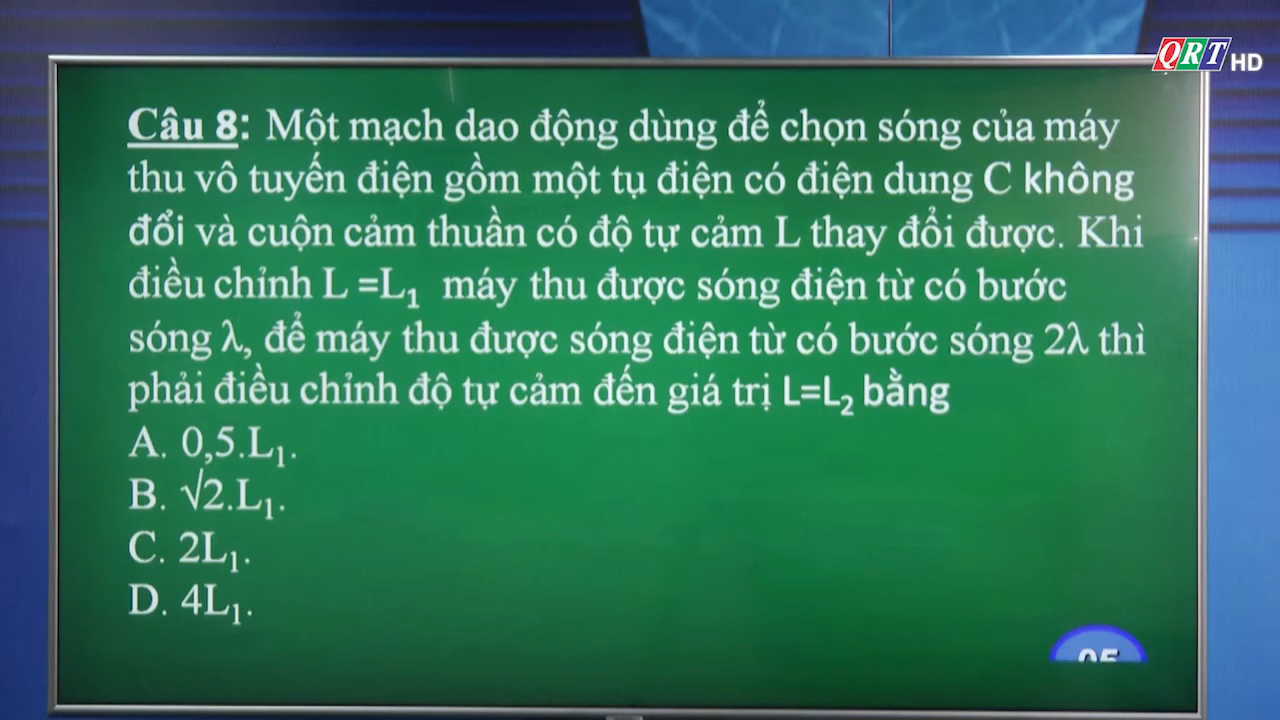 QRT HD
Câu 8: Một mạch dao động dùng để chọn sóng của máy
thu vô tuyến điện gồm một tụ điện có điện dung C không
đổi và cuộn cảm thuần có độ tự cảm L thay đổi được. Khi
điều chỉnh L =L₁ máy thu được sóng điện từ có bước
sóng λ, để máy thu được sóng điện từ có bước sóng 2λ thì
phải điều chỉnh độ tự cảm đến giá trị L=L₂ bằng
A. 0,5.L₁.
B. √2.L₁.
C. 2L₁.
D. 4L₁.